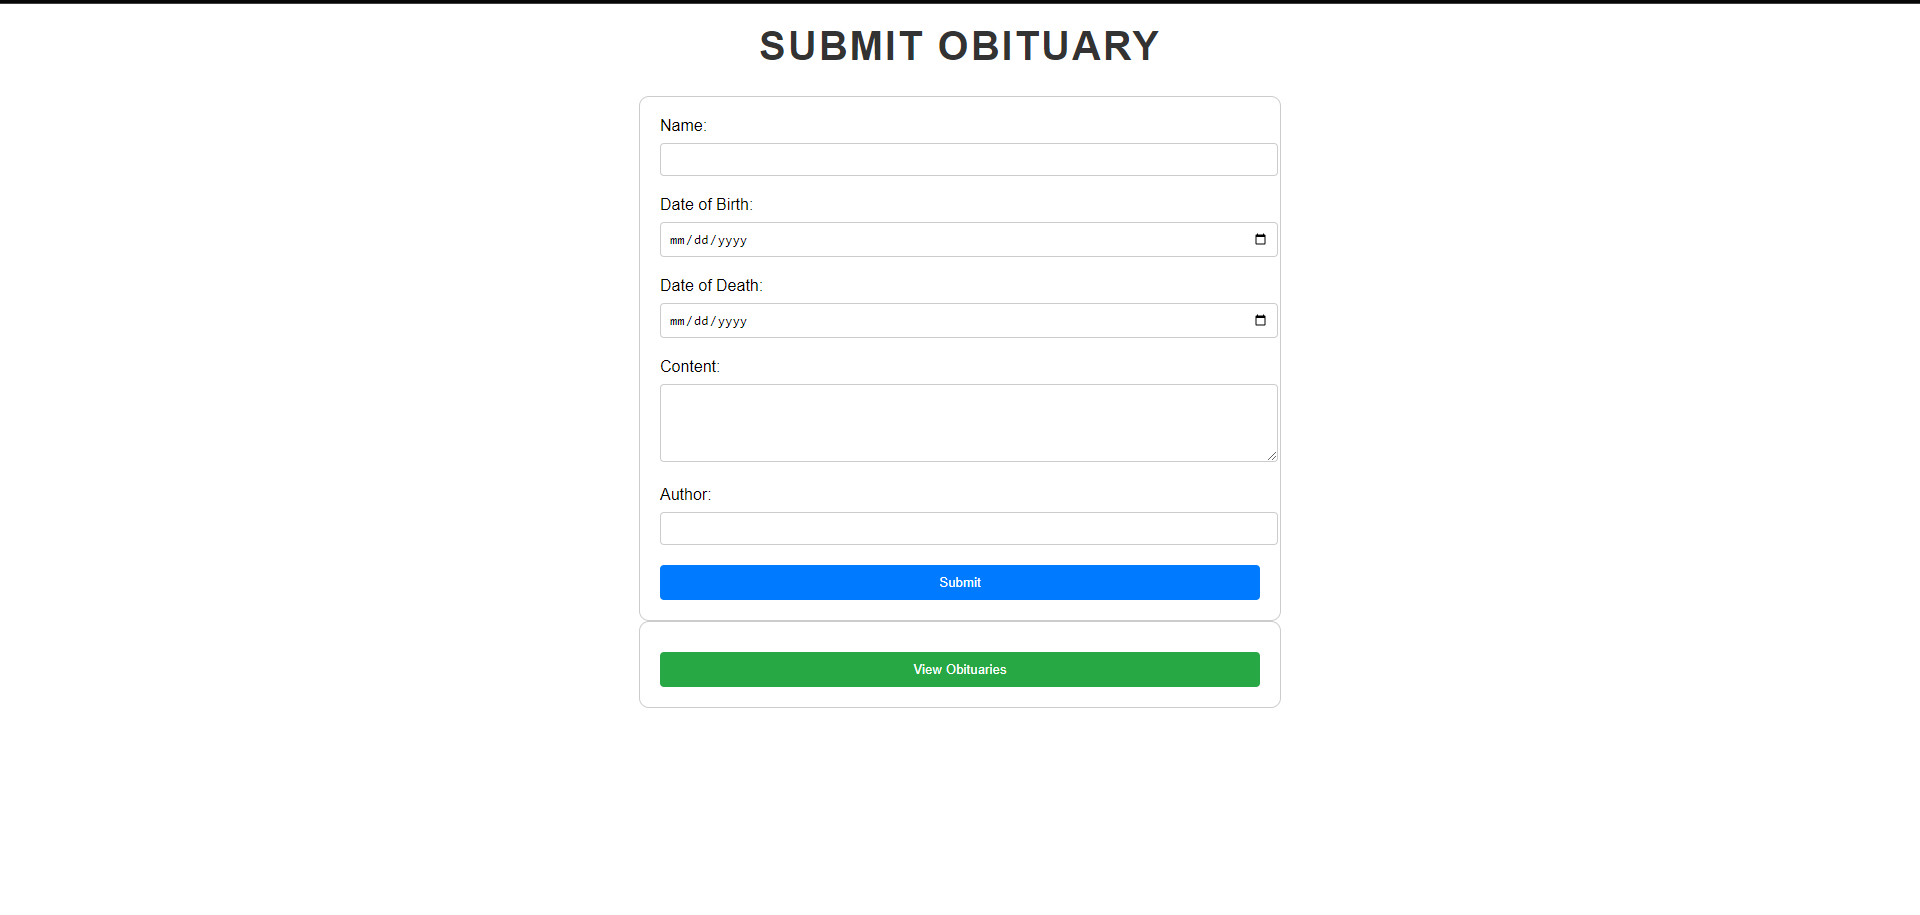 SUBMIT OBITUARY
Name:
Date of Birth:
mm/dd/yyyy
Date of Death:
mm/dd/yyyy
Content:
Author:
Submit
View Obituaries